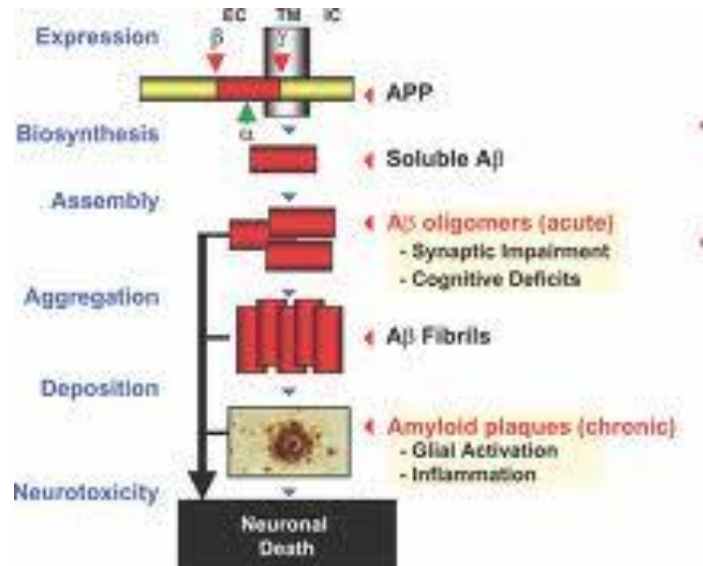 EC TM IC
Expression
β γ
APP
α
Biosynthesis
Soluble Aβ
Assembly
Aβ oligomers (acute)
- Synaptic Impairment
- Cognitive Deficits
Aggregation
Aβ Fibrils
Deposition
Amyloid plaques (chronic)
- Glial Activation
- Inflammation
Neurotoxicity
Neuronal
Death